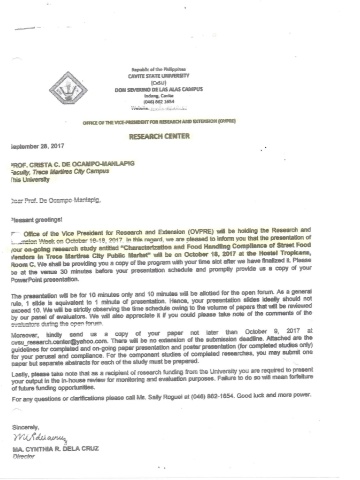 Republic of the Philippines
CAVITE STATE UNIVERSITY
(CvSU)
DON SEVERINO DE LAS ALAS CAMPUS
Indang, Cavite
(046) 862 1654
OFFICE OF THE VICE-PRESIDENT FOR RESEARCH AND EXTENSION (OVPRE)
RESEARCH CENTER
September 28, 2017
PROF. CRISTA C. DE OCAMPO-MANLAPIG
Faculty, Trece Martires City Campus
This University
Dear Prof. De Ocampo Manlapig,
Pleasant greetings!
Office of the Vice President for Research and Extension (OVPRE) will be holding the Research and
Week on October 16-18, 2017. In this regard, we are pleased to inform you that the presentation of
your on-going research study entitled "Characterization and Food Handling Compliance of Street Food
Vendors in Trece Martires City Public Market" will be on October 18, 2017 at the Hostel Tropicana,
Room C. We shall be providing you a copy of the program with your time slot after we have finalized it. Please
be at the venue 30 minutes before your presentation schedule and promptly provide us a copy of your
PowerPoint presentation.
The presentation will be for 10 minutes only and 10 minutes will be allotted for the open forum. As a general
rule, 1 slide is equivalent to 1 minute of presentation. Hence, your presentation slides ideally should not
exceed 10. We will be strictly observing the time schedule owing to the volume of papers that will be reviewed
by our panel of evaluators. We will also appreciate it if you could please take note of the comments of the
evaluators during the open forum.
Moreover, kindly send us a copy of your paper not later than October 9, 2017 at
cvsu_research.center@yahoo.com. There will be no extension of the submission deadline. Attached are the
guidelines for completed and on-going paper presentation and poster presentation (for completed studies only)
for your perusal and compliance. For the component studies of completed researches, you may submit one
paper but separate abstracts for each of the study must be prepared.
Lastly, please take note that as a recipient of research funding from the University you are required to present
your output in the in-house review for monitoring and evaluation purposes. Failure to do so will mean forfeiture
of future funding opportunities.
For any questions or clarifications please call Ms. Sally Roguel at (046) 862-1654. Good luck and more power.
Sincerely,
MA. CYNTHIA R. DELA CRUZ
Director